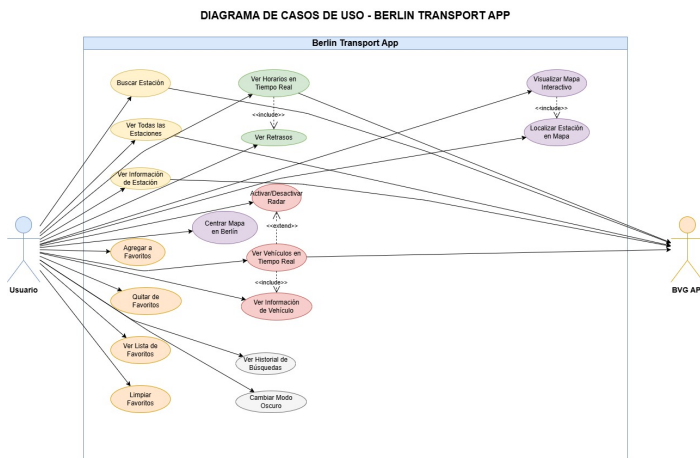 DIAGRAMA DE CASOS DE USO - BERLIN TRANSPORT APP
Berlin Transport App
Buscar Estación
Ver Horarios en
Tiempo Real
Visualizar Mapa
Interactivo
<<include>>
<<include>>
Ver Todas las
Estaciones
Ver Retrasos
Localizar Estación
en Mapa
Ver Información
de Estación
Activar/Desactivar
Radar
Centrar Mapa
en Berlín
<<extend>>
Agregar a
Favoritos
Ver Vehículos en
Tiempo Real
Usuario
BVG AP
<<include>>
Quitar de
Favoritos
Ver Información
de Vehículo
Ver Lista de
Favoritos
Ver Historial de
Búsquedas
Limpiar
Favoritos
Cambiar Modo
Oscuro